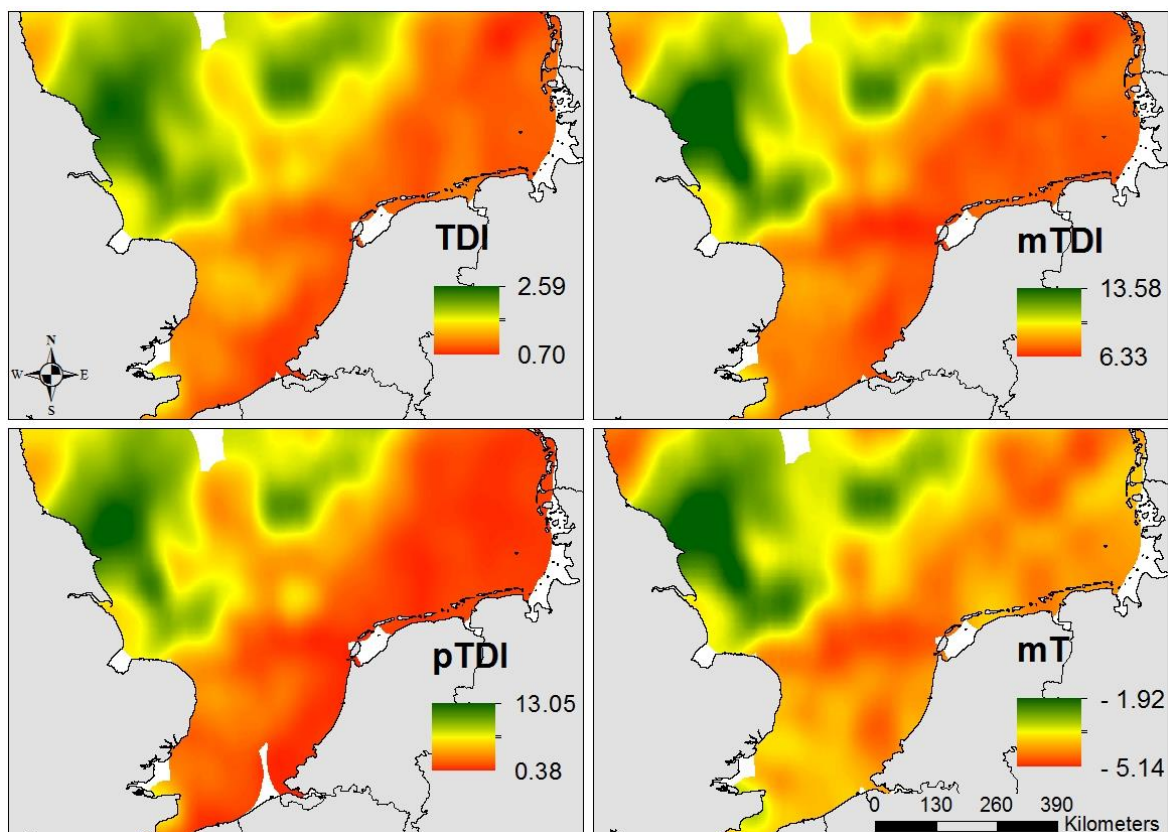 TDI
2.59
0.70
N
W E
S
mTDI
13.58
6.33
pTDI
13.05
0.38
mT
- 1.92
- 5.14
0 130 260 390
Kilometers